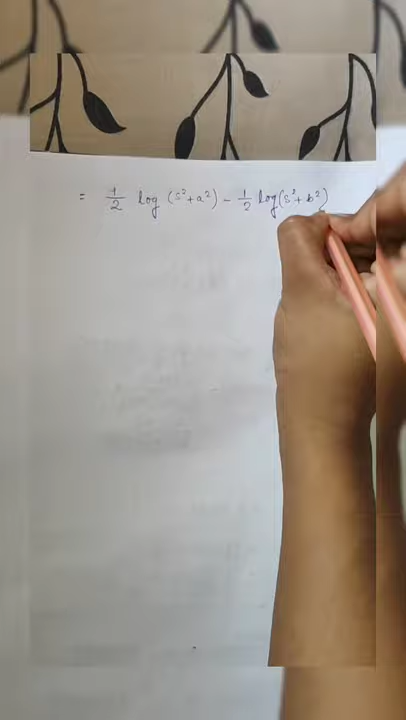 = 1/2 log (s²+a²) - 1/2 log(s²+b²)